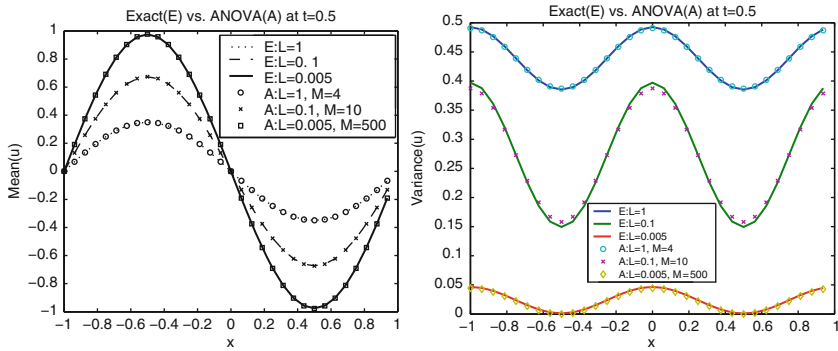 Exact(E) vs. ANOVA(A) at t=0.5
Mean(u)
1
0.8
0.6
0.4
0.2
0
−0.2
−0.4
−0.6
−0.8
−1
E:L=1
E:L=0. 1
E:L=0.005
A:L=1, M=4
A:L=0.1, M=10
A:L=0.005, M=500
−1 −0.8 −0.6 −0.4 −0.2 0 0.2 0.4 0.6 0.8 1
x
Exact(E) vs. ANOVA(A) at t=0.5
Variance(u)
0.5
0.45
0.4
0.35
0.3
0.25
0.2
0.15
0.1
0.05
0
E:L=1
E:L=0.1
E:L=0.005
A:L=1, M=4
A:L=0.1, M=10
A:L=0.005, M=500
−1 −0.8 −0.6 −0.4 −0.2 0 0.2 0.4 0.6 0.8 1
x